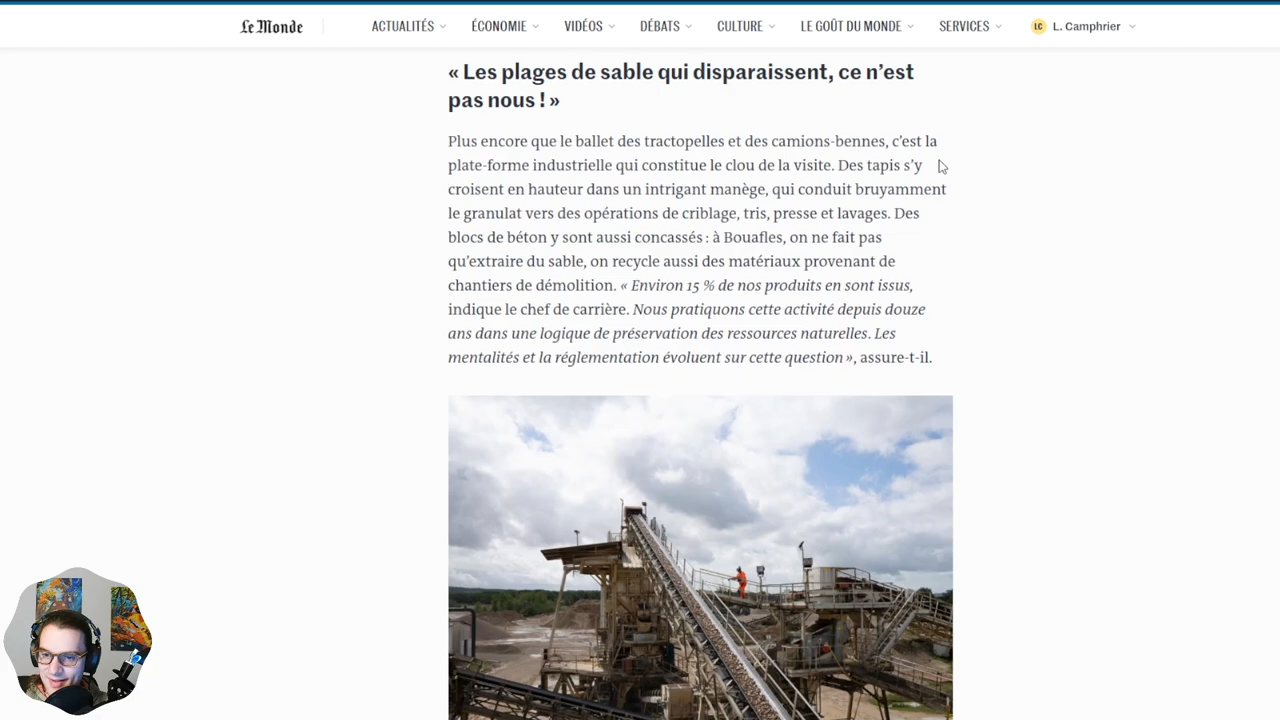 Le Monde
ACTUALITÉS
ÉCONOMIE
VIDÉOS
DÉBATS
CULTURE
LE GOÛT DU MONDE
SERVICES
LC
L. Camphrier
« Les plages de sable qui disparaissent, ce n’est
pas nous ! »
Plus encore que le ballet des tractopelles et des camions-bennes, c’est la
plate-forme industrielle qui constitue le clou de la visite. Des tapis s’y
croisent en hauteur dans un intrigant manège, qui conduit bruyamment
le granulat vers des opérations de criblage, tris, presse et lavages. Des
blocs de béton y sont aussi concassés : à Bouafles, on ne fait pas
qu’extraire du sable, on recycle aussi des matériaux provenant de
chantiers de démolition. « Environ 15 % de nos produits en sont issus,
indique le chef de carrière. Nous pratiquons cette activité depuis douze
ans dans une logique de préservation des ressources naturelles. Les
mentalités et la réglementation évoluent sur cette question », assure-t-il.